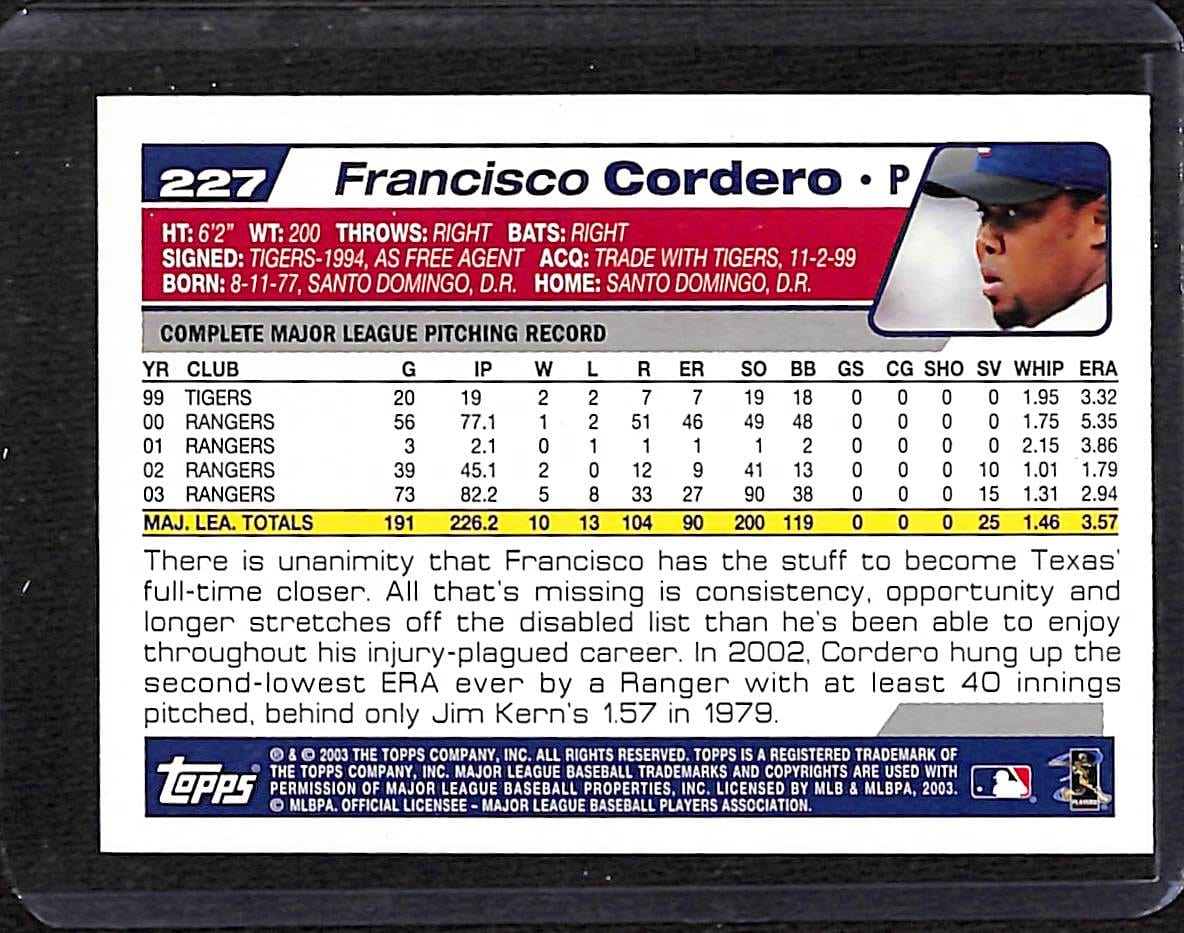 227 Francisco Cordero · P
HT: 6'2" WT: 200 THROWS: RIGHT BATS: RIGHT
SIGNED: TIGERS-1994, AS FREE AGENT ACQ: TRADE WITH TIGERS, 11-2-99
BORN: 8-11-77, SANTO DOMINGO, D.R. HOME: SANTO DOMINGO, D.R.
COMPLETE MAJOR LEAGUE PITCHING RECORD
YR CLUB G IP W L R ER SO BB GS CG SHO SV WHIP ERA
99 TIGERS 20 19 2 2 7 7 19 18 0 0 0 0 1.95 3.32
00 RANGERS 56 77.1 1 2 51 46 49 48 0 0 0 0 1.75 5.35
01 RANGERS 3 2.1 0 1 1 1 1 2 0 0 0 0 2.15 3.86
02 RANGERS 39 45.1 2 0 12 9 41 13 0 0 0 10 1.01 1.79
03 RANGERS 73 82.2 5 8 33 27 90 38 0 0 0 15 1.31 2.94
MAJ. LEA. TOTALS 191 226.2 10 13 104 90 200 119 0 0 0 25 1.46 3.57
There is unanimity that Francisco has the stuff to become Texas'
full-time closer. All that's missing is consistency, opportunity and
longer stretches off the disabled list than he's been able to enjoy
throughout his injury-plagued career. In 2002, Cordero hung up the
second-lowest ERA ever by a Ranger with at least 40 innings
pitched, behind only Jim Kern's 1.57 in 1979.
Topps®
® & © 2003 THE TOPPS COMPANY, INC. ALL RIGHTS RESERVED. TOPPS IS A REGISTERED TRADEMARK OF
THE TOPPS COMPANY, INC. MAJOR LEAGUE BASEBALL TRADEMARKS AND COPYRIGHTS ARE USED WITH
PERMISSION OF MAJOR LEAGUE BASEBALL PROPERTIES, INC. LICENSED BY MLB & MLBPA, 2003.
© MLBPA. OFFICIAL LICENSEE – MAJOR LEAGUE BASEBALL PLAYERS ASSOCIATION.